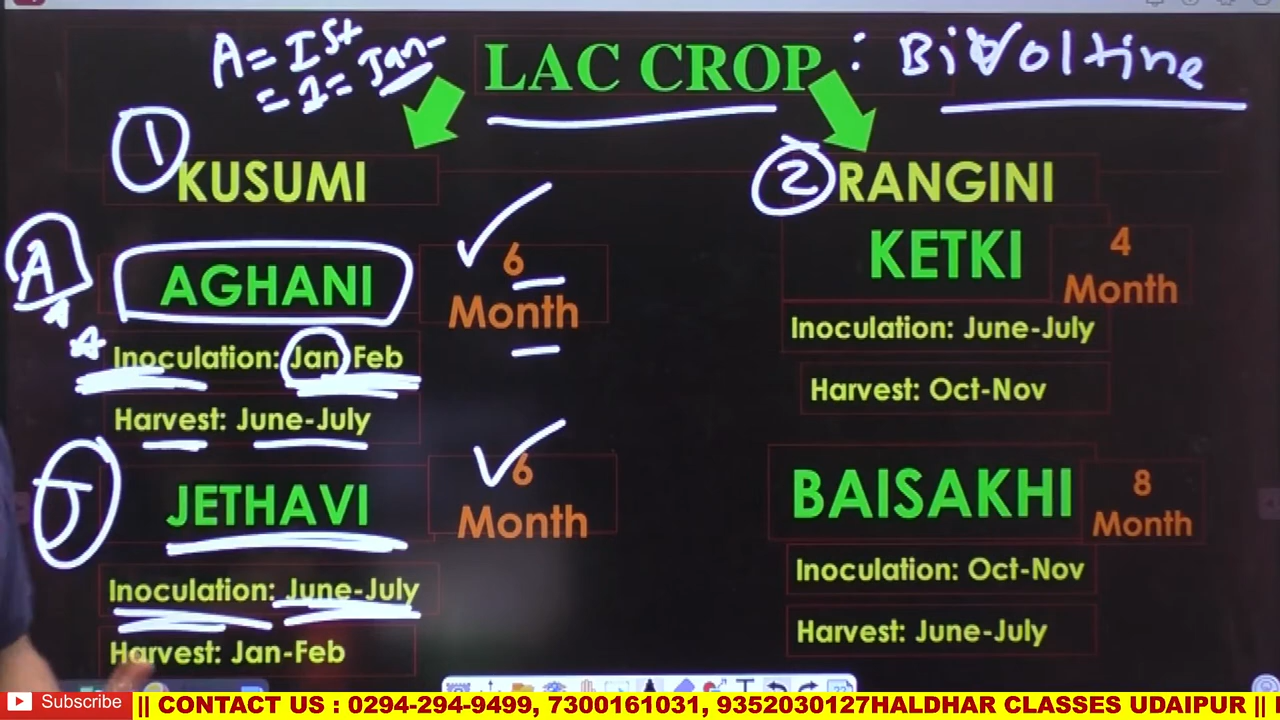 A = Ist
= 1 = Jan
LAC CROP : Bivoltine
1 KUSUMI
A AGHANI
6
Month
A
A
Inoculation: Jan-Feb
Harvest: June-July
J JETHAVI
6
Month
Inoculation: June-July
Harvest: Jan-Feb
2 RANGINI
KETKI
4
Month
Inoculation: June-July
Harvest: Oct-Nov
BAISAKHI
8
Month
Inoculation: Oct-Nov
Harvest: June-July
Subscribe
|| CONTACT US : 0294-294-9499, 7300161031, 9352030127HALDHAR CLASSES UDAIPUR ||